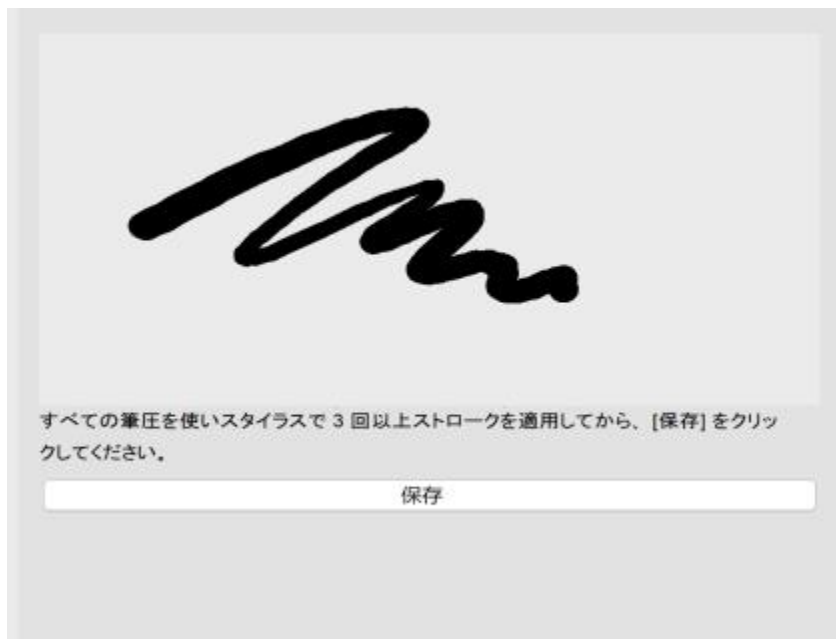 すべての筆圧を使いスタイラスで 3 回以上ストロークを適用してから、[保存] をクリッ
クしてください。
保存